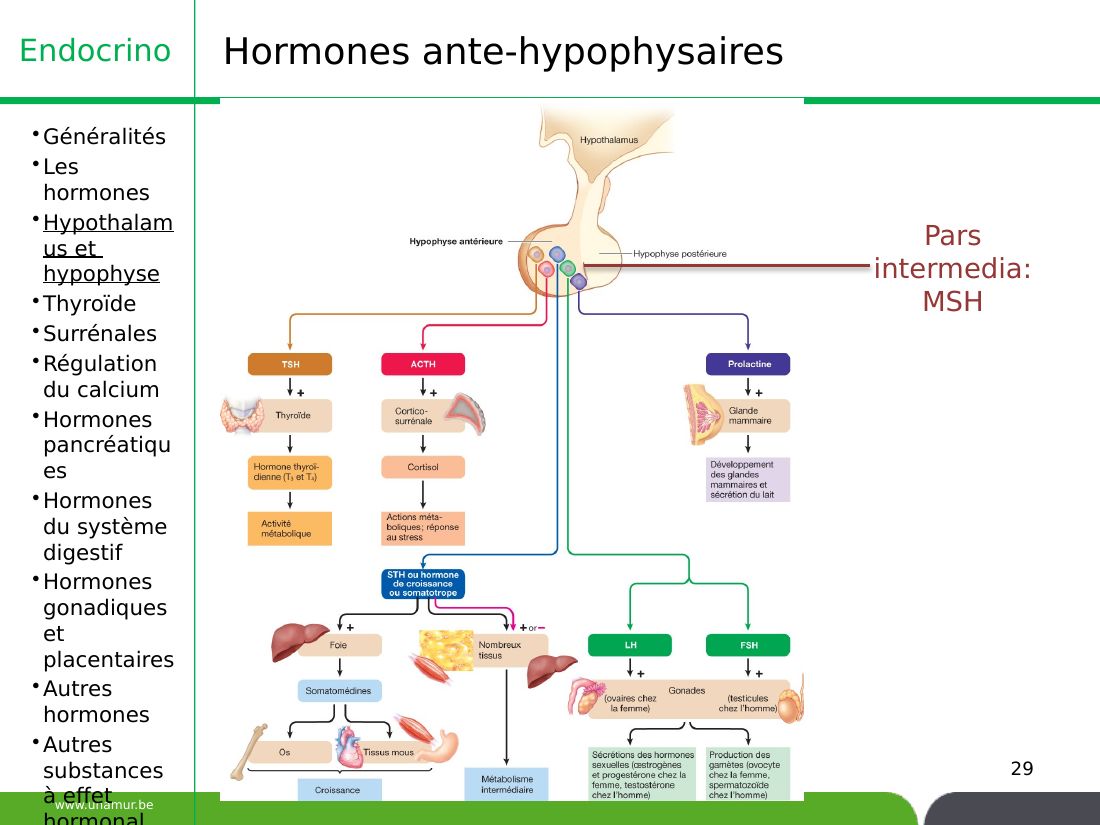 Endocrino
Hormones ante-hypophysaires
•Généralités
•Les
hormones
•Hypothalam
us et
hypophyse
•Thyroïde
•Surrénales
•Régulation
du calcium
•Hormones
pancréatiqu
es
•Hormones
du système
digestif
•Hormones
gonadiques
et
placentaires
•Autres
hormones
•Autres
substances
à effet
hormonal
www.unamur.be
Hypothalamus
Hypophyse antérieure
Hypophyse postérieure
Pars
intermedia:
MSH
TSH
ACTH
Prolactine
+
+
+
Thyroïde
Cortico-
surrénale
Glande
mammaire
Hormone thyroï-
dienne (T₃ et T₄)
Cortisol
Développement
des glandes
mammaires et
sécrétion du lait
Activité
métabolique
Actions méta-
boliques; réponse
au stress
STH ou hormone
de croissance
ou somatotrope
+
+ or −
Foie
Nombreux
tissus
LH
FSH
+
+
Somatomédines
Gonades
(ovaires chez
la femme)
(testicules
chez l'homme)
Os
Tissus mous
Croissance
Métabolisme
intermédiaire
Sécrétions des hormones
sexuelles (œstrogènes
et progestérone chez la
femme, testostérone
chez l'homme)
Production des
gamètes (ovocyte
chez la femme,
spermatozoïde
chez l'homme)
29